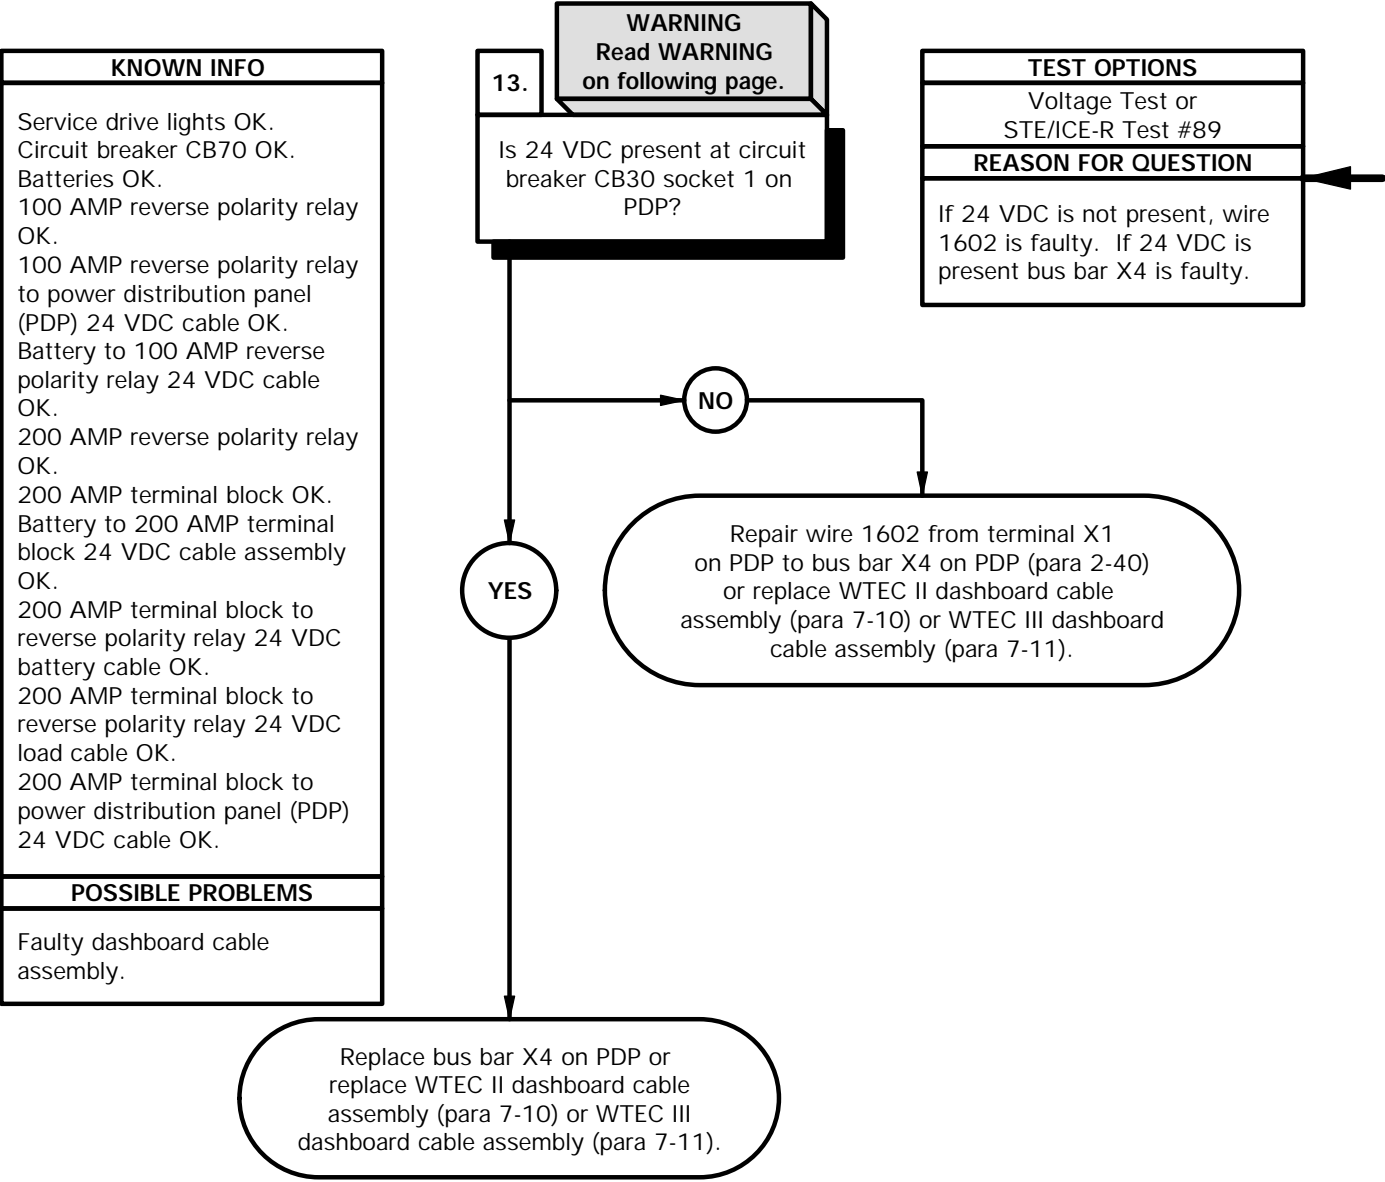 KNOWN INFO
Service drive lights OK.
Circuit breaker CB70 OK.
Batteries OK.
100 AMP reverse polarity relay
OK.
100 AMP reverse polarity relay
to power distribution panel
(PDP) 24 VDC cable OK.
Battery to 100 AMP reverse
polarity relay 24 VDC cable
OK.
200 AMP reverse polarity relay
OK.
200 AMP terminal block OK.
Battery to 200 AMP terminal
block 24 VDC cable assembly
OK.
200 AMP terminal block to
reverse polarity relay 24 VDC
battery cable OK.
200 AMP terminal block to
reverse polarity relay 24 VDC
load cable OK.
200 AMP terminal block to
power distribution panel (PDP)
24 VDC cable OK.
POSSIBLE PROBLEMS
Faulty dashboard cable
assembly.
WARNING
Read WARNING
on following page.
13.
Is 24 VDC present at circuit
breaker CB30 socket 1 on
PDP?
TEST OPTIONS
Voltage Test or
STE/ICE-R Test #89
REASON FOR QUESTION
If 24 VDC is not present, wire
1602 is faulty.  If 24 VDC is
present bus bar X4 is faulty.
NO
Repair wire 1602 from terminal X1
on PDP to bus bar X4 on PDP (para 2-40)
or replace WTEC II dashboard cable
assembly (para 7-10) or WTEC III dashboard
cable assembly (para 7-11).
YES
Replace bus bar X4 on PDP or
replace WTEC II dashboard cable
assembly (para 7-10) or WTEC III
dashboard cable assembly (para 7-11).